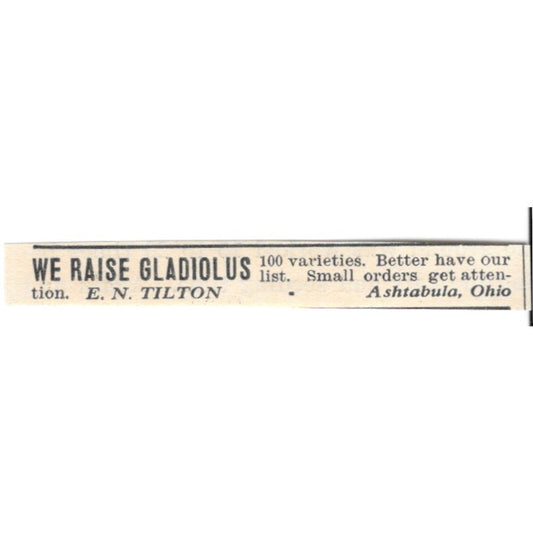 WE RAISE GLADIOLUS 100 varieties. Better have our
list. Small orders get atten-
tion. E. N. TILTON - Ashtabula, Ohio